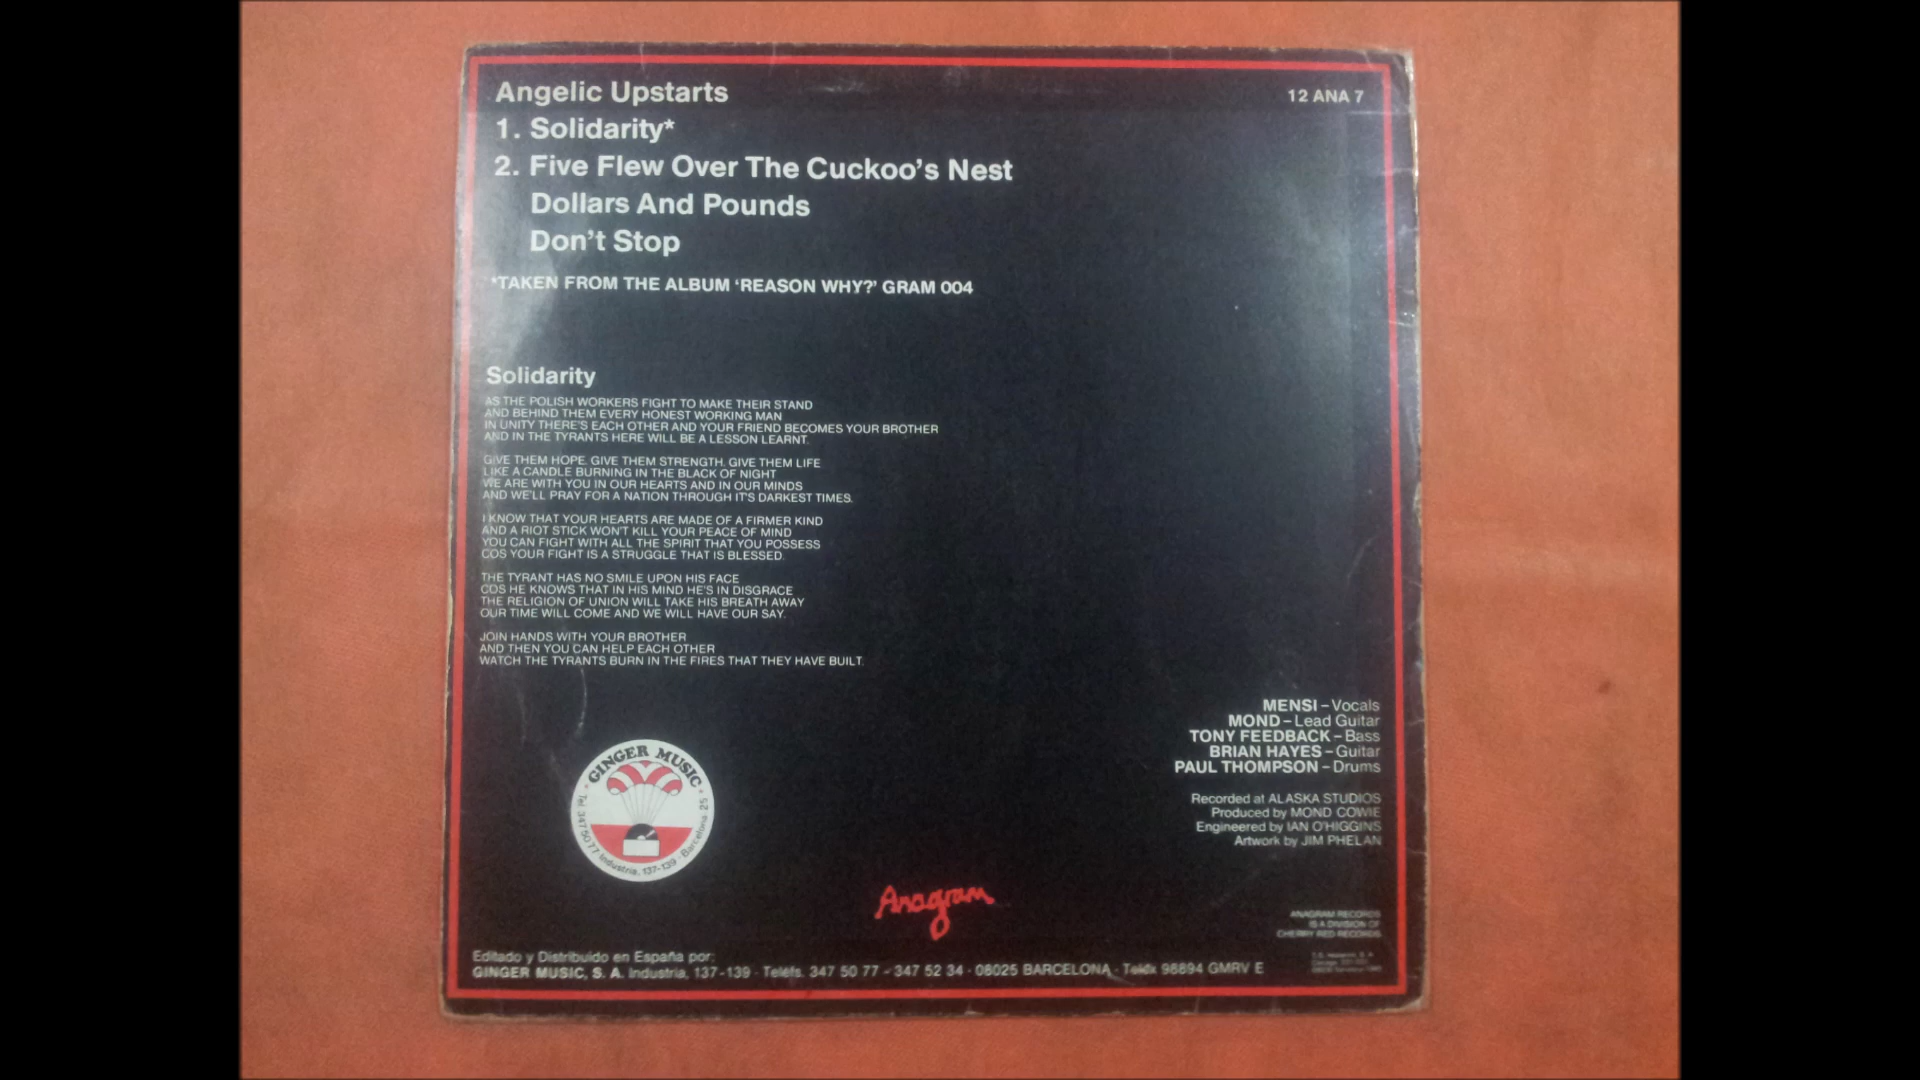 Angelic Upstarts
12 ANA 7
1. Solidarity*
2. Five Flew Over The Cuckoo's Nest
Dollars And Pounds
Don't Stop
*TAKEN FROM THE ALBUM 'REASON WHY?' GRAM 004
Solidarity
AS THE POLISH WORKERS FIGHT TO MAKE THEIR STAND
AND BEHIND THEM EVERY HONEST WORKING MAN
IN UNITY THERE'S EACH OTHER AND YOUR FRIEND BECOMES YOUR BROTHER
AND IN THE TYRANTS HERE WILL BE A LESSON LEARNT.
GIVE THEM HOPE. GIVE THEM STRENGTH. GIVE THEM LIFE
LIKE A CANDLE BURNING IN THE BLACK OF NIGHT
WE ARE WITH YOU IN OUR HEARTS AND IN OUR MINDS
AND WE'LL PRAY FOR A NATION THROUGH IT'S DARKEST TIMES.
I KNOW THAT YOUR HEARTS ARE MADE OF A FIRMER KIND
AND A RIOT STICK WON'T KILL YOUR PEACE OF MIND
YOU CAN FIGHT WITH ALL THE SPIRIT THAT YOU POSSESS
COS YOUR FIGHT IS A STRUGGLE THAT IS BLESSED.
THE TYRANT HAS NO SMILE UPON HIS FACE
COS HE KNOWS THAT IN HIS MIND HE'S IN DISGRACE
THE RELIGION OF UNION WILL TAKE HIS BREATH AWAY
OUR TIME WILL COME AND WE WILL HAVE OUR SAY.
JOIN HANDS WITH YOUR BROTHER
AND THEN YOU CAN HELP EACH OTHER
WATCH THE TYRANTS BURN IN THE FIRES THAT THEY HAVE BUILT.
MENSI – Vocals
MOND – Lead Guitar
TONY FEEDBACK – Bass
BRIAN HAYES – Guitar
PAUL THOMPSON – Drums
Recorded at ALASKA STUDIOS
Produced by MOND COWIE
Engineered by IAN O'HIGGINS
Artwork by JIM PHELAN
GINGER MUSIC
Tel. 347 50 77 · Industria, 137-139 · Barcelona - 25
Anagram
ANAGRAM RECORDS
IS A DIVISION OF
CHERRY RED RECORDS
Editado y Distribuido en España por:
GINGER MUSIC, S. A. Industria, 137-139 · Teléfs. 347 50 77 - 347 52 34 · 08025 BARCELONA · Teléx 98894 GMRV E